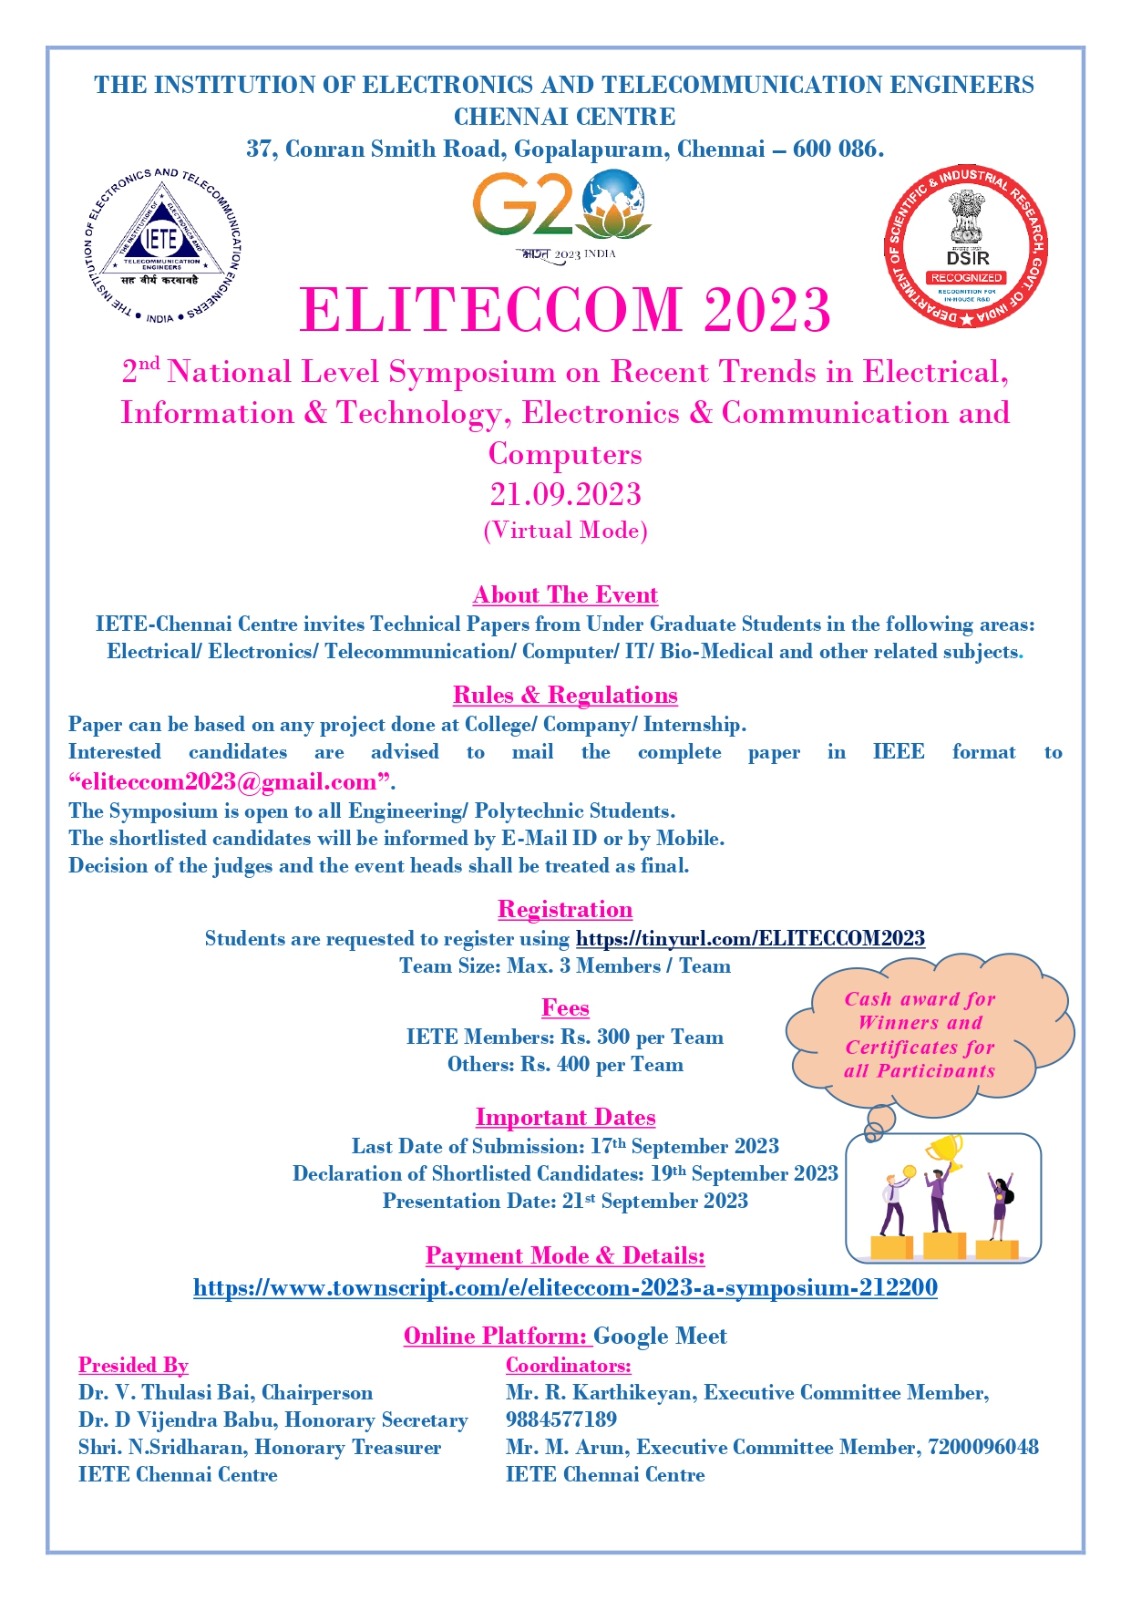 THE INSTITUTION OF ELECTRONICS AND TELECOMMUNICATION ENGINEERS
CHENNAI CENTRE
37, Conran Smith Road, Gopalapuram, Chennai – 600 086.
THE INSTITUTION OF ELECTRONICS AND TELECOMMUNICATION ENGINEERS
• INDIA •
THE INSTITUTION OF ELECTRONICS AND
IETE
TELECOMMUNICATION
ENGINEERS
सह वीर्य करवावहै
G20
भारत 2023 INDIA
DEPARTMENT OF SCIENTIFIC & INDUSTRIAL RESEARCH, GOVT. OF INDIA
DSIR
RECOGNIZED
RECOGNITION FOR
IN-HOUSE R&D
ELITECCOM 2023
2nd National Level Symposium on Recent Trends in Electrical,
Information & Technology, Electronics & Communication and
Computers
21.09.2023
(Virtual Mode)
About The Event
IETE-Chennai Centre invites Technical Papers from Under Graduate Students in the following areas:
Electrical/ Electronics/ Telecommunication/ Computer/ IT/ Bio-Medical and other related subjects.
Rules & Regulations
Paper can be based on any project done at College/ Company/ Internship.
Interested candidates are advised to mail the complete paper in IEEE format to
“eliteccom2023@gmail.com”.
The Symposium is open to all Engineering/ Polytechnic Students.
The shortlisted candidates will be informed by E-Mail ID or by Mobile.
Decision of the judges and the event heads shall be treated as final.
Registration
Students are requested to register using https://tinyurl.com/ELITECCOM2023
Team Size: Max. 3 Members / Team
Cash award for
Winners and
Certificates for
all Participants
Fees
IETE Members: Rs. 300 per Team
Others: Rs. 400 per Team
Important Dates
Last Date of Submission: 17th September 2023
Declaration of Shortlisted Candidates: 19th September 2023
Presentation Date: 21st September 2023
Payment Mode & Details:
https://www.townscript.com/e/eliteccom-2023-a-symposium-212200
Online Platform: Google Meet
Presided By
Dr. V. Thulasi Bai, Chairperson
Dr. D Vijendra Babu, Honorary Secretary
Shri. N.Sridharan, Honorary Treasurer
IETE Chennai Centre
Coordinators:
Mr. R. Karthikeyan, Executive Committee Member,
9884577189
Mr. M. Arun, Executive Committee Member, 7200096048
IETE Chennai Centre